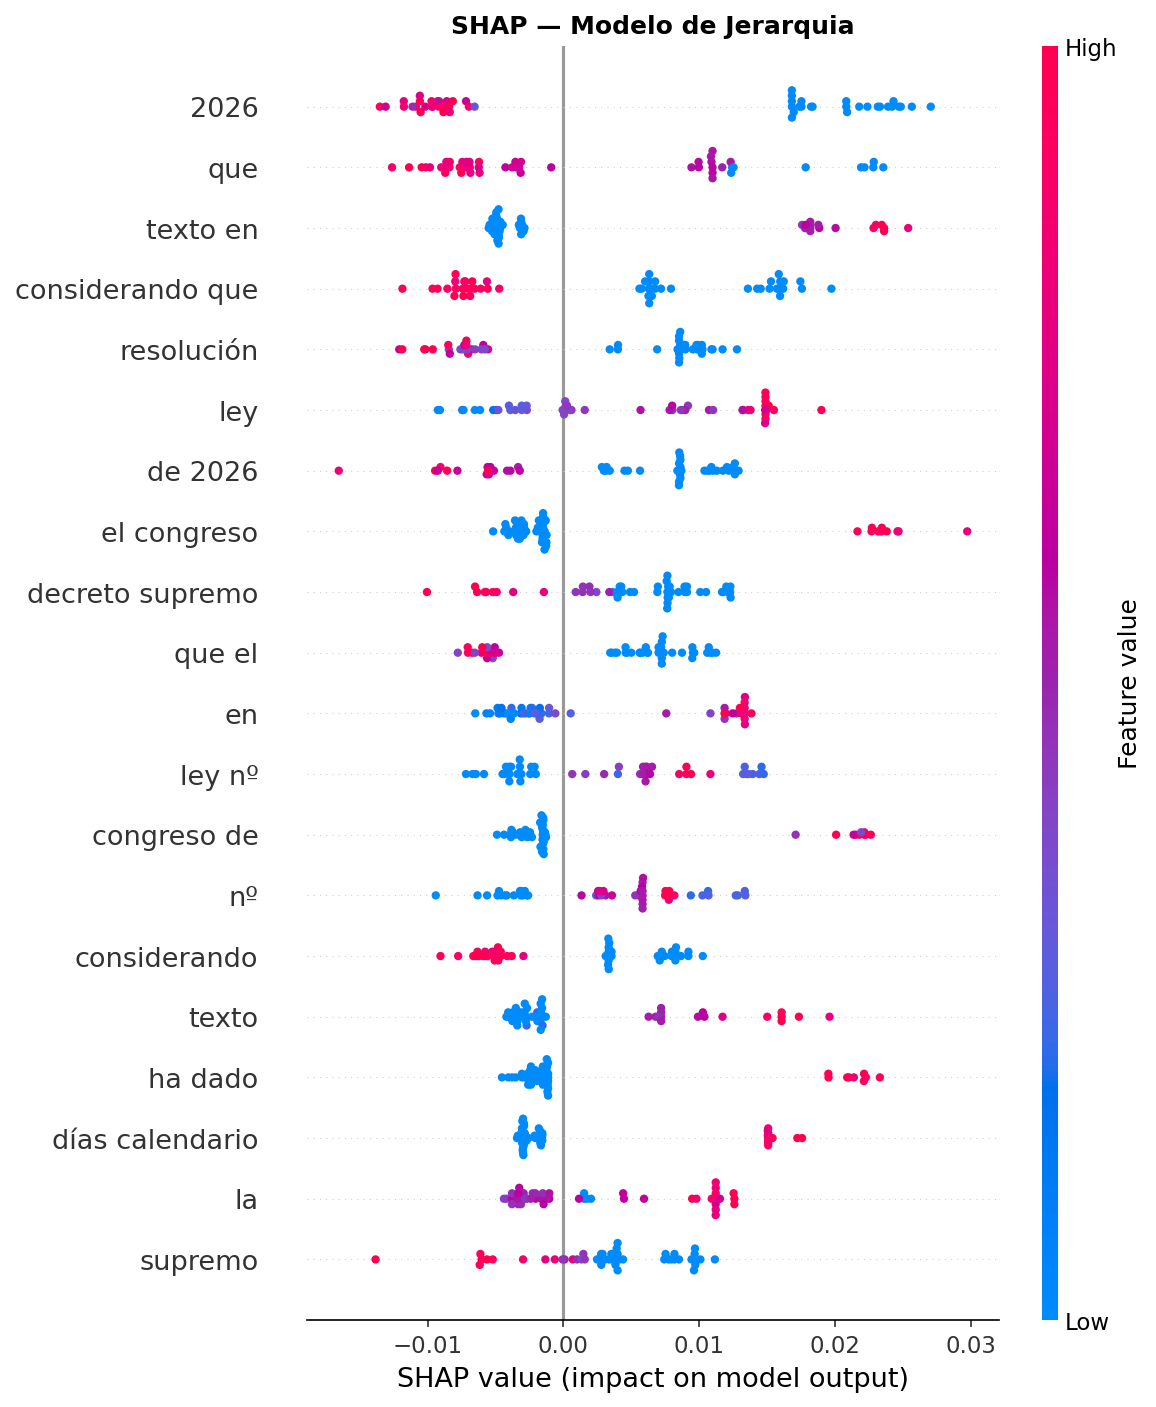 SHAP — Modelo de Jerarquia
High
2026
que
texto en
considerando que
resolución
ley
de 2026
el congreso
decreto supremo
que el
en
ley nº
congreso de
nº
considerando
texto
ha dado
días calendario
la
supremo
Feature value
Low
−0.01
0.00
0.01
0.02
0.03
SHAP value (impact on model output)